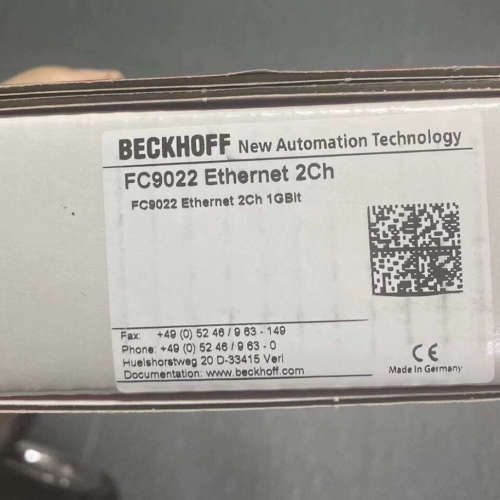 BECKHOFF New Automation Technology
FC9022 Ethernet 2Ch
FC9022 Ethernet 2Ch 1GBit
Fax: +49 (0) 52 46 / 9 63 - 149
Phone: +49 (0) 52 46 / 9 63 - 0
Huelshorstweg 20 D-33415 Verl
Documentation: www.beckhoff.com
CE
Made in Germany